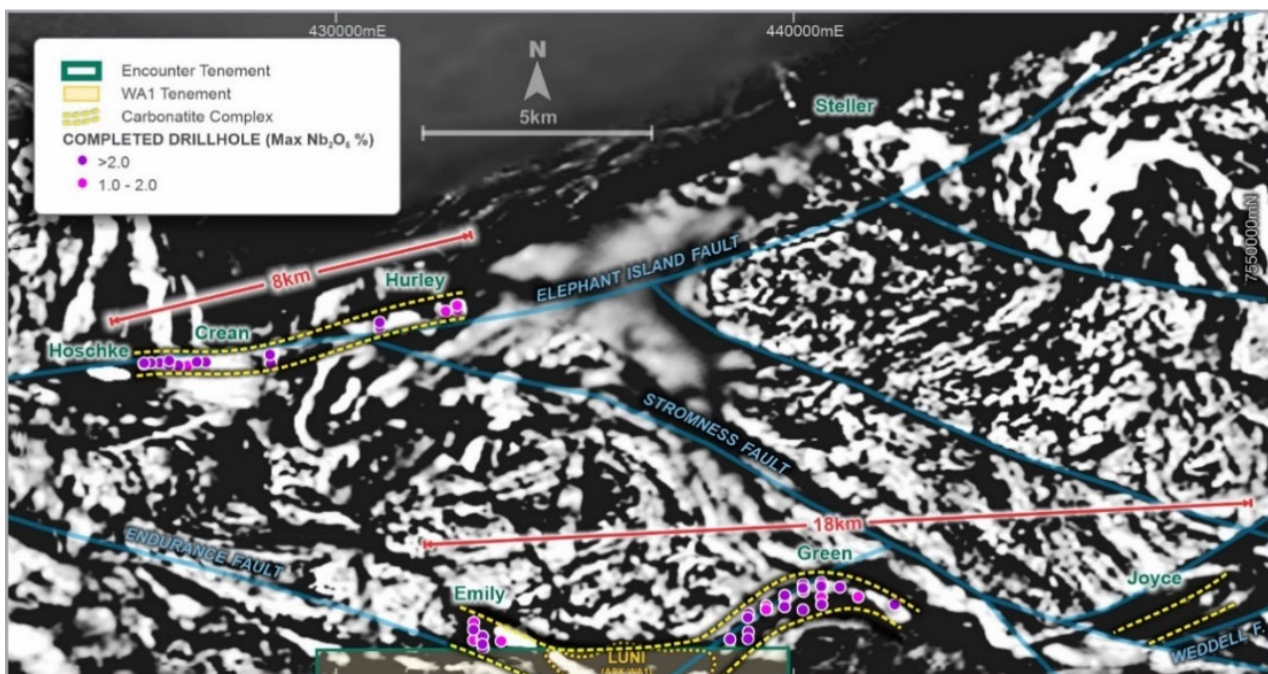 430000mE
440000mE
Encounter Tenement
WA1 Tenement
Carbonatite Complex
COMPLETED DRILLHOLE (Max Nb₂O₅ %)
>2.0
1.0 - 2.0
N
5km
Steller
7550000mN
8km
Hurley
ELEPHANT ISLAND FAULT
Crean
Hoschke
STROMNESS FAULT
18km
ENDURANCE FAULT
Green
Emily
Joyce
LUNI
WEDDELL F.